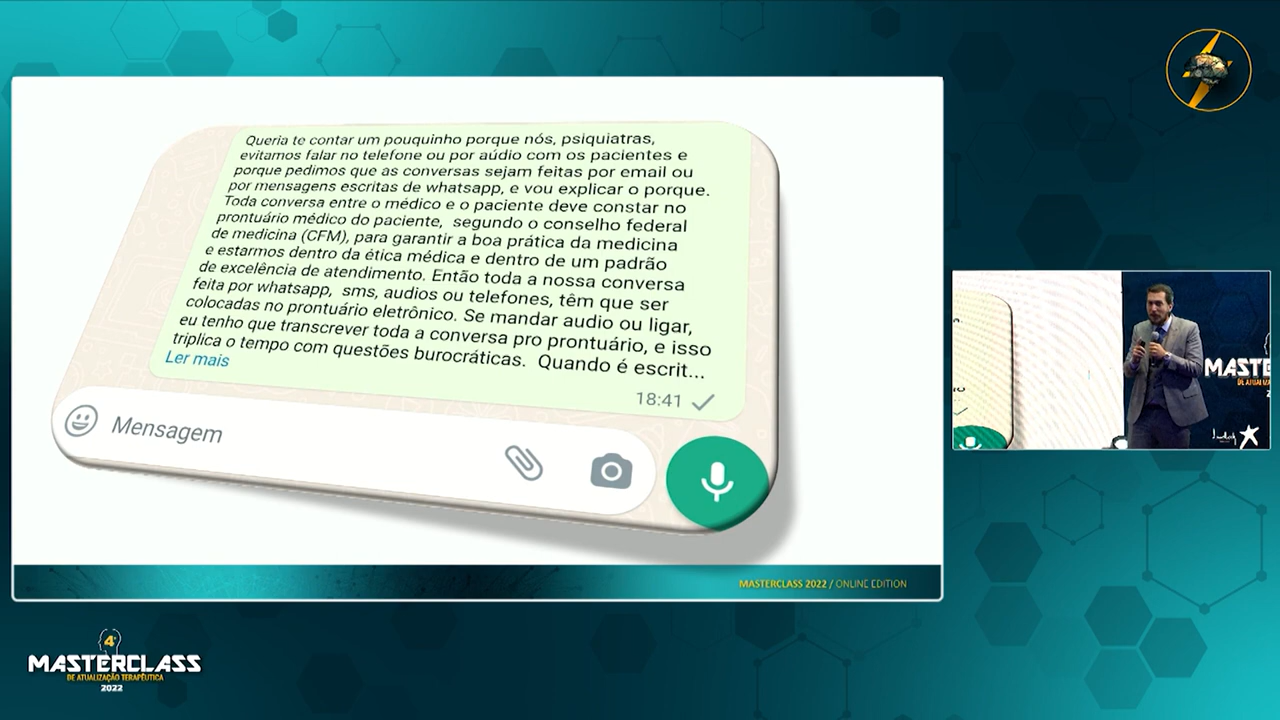 Queria te contar um pouquinho porque nós, psiquiatras,
evitamos falar no telefone ou por aúdio com os pacientes e
porque pedimos que as conversas sejam feitas por email ou
por mensagens escritas de whatsapp, e vou explicar o porque.
Toda conversa entre o médico e o paciente deve constar no
prontuário médico do paciente,  segundo o conselho federal
de medicina (CFM), para garantir a boa prática da medicina
e estarmos dentro da ética médica e dentro de um padrão
de excelência de atendimento. Então toda a nossa conversa
feita por whatsapp,  sms, audios ou telefones, têm que ser
colocadas no prontuário eletrônico. Se mandar audio ou ligar,
eu tenho que transcrever toda a conversa pro prontuário, e isso
triplica o tempo com questões burocráticas.  Quando é escrit...
Ler mais
18:41
Mensagem
MASTERCLASS 2022 / ONLINE EDITION
MASTE
DE ATUALIZA
4ª
MASTERCLASS
DE ATUALIZAÇÃO TERAPÊUTICA
2022